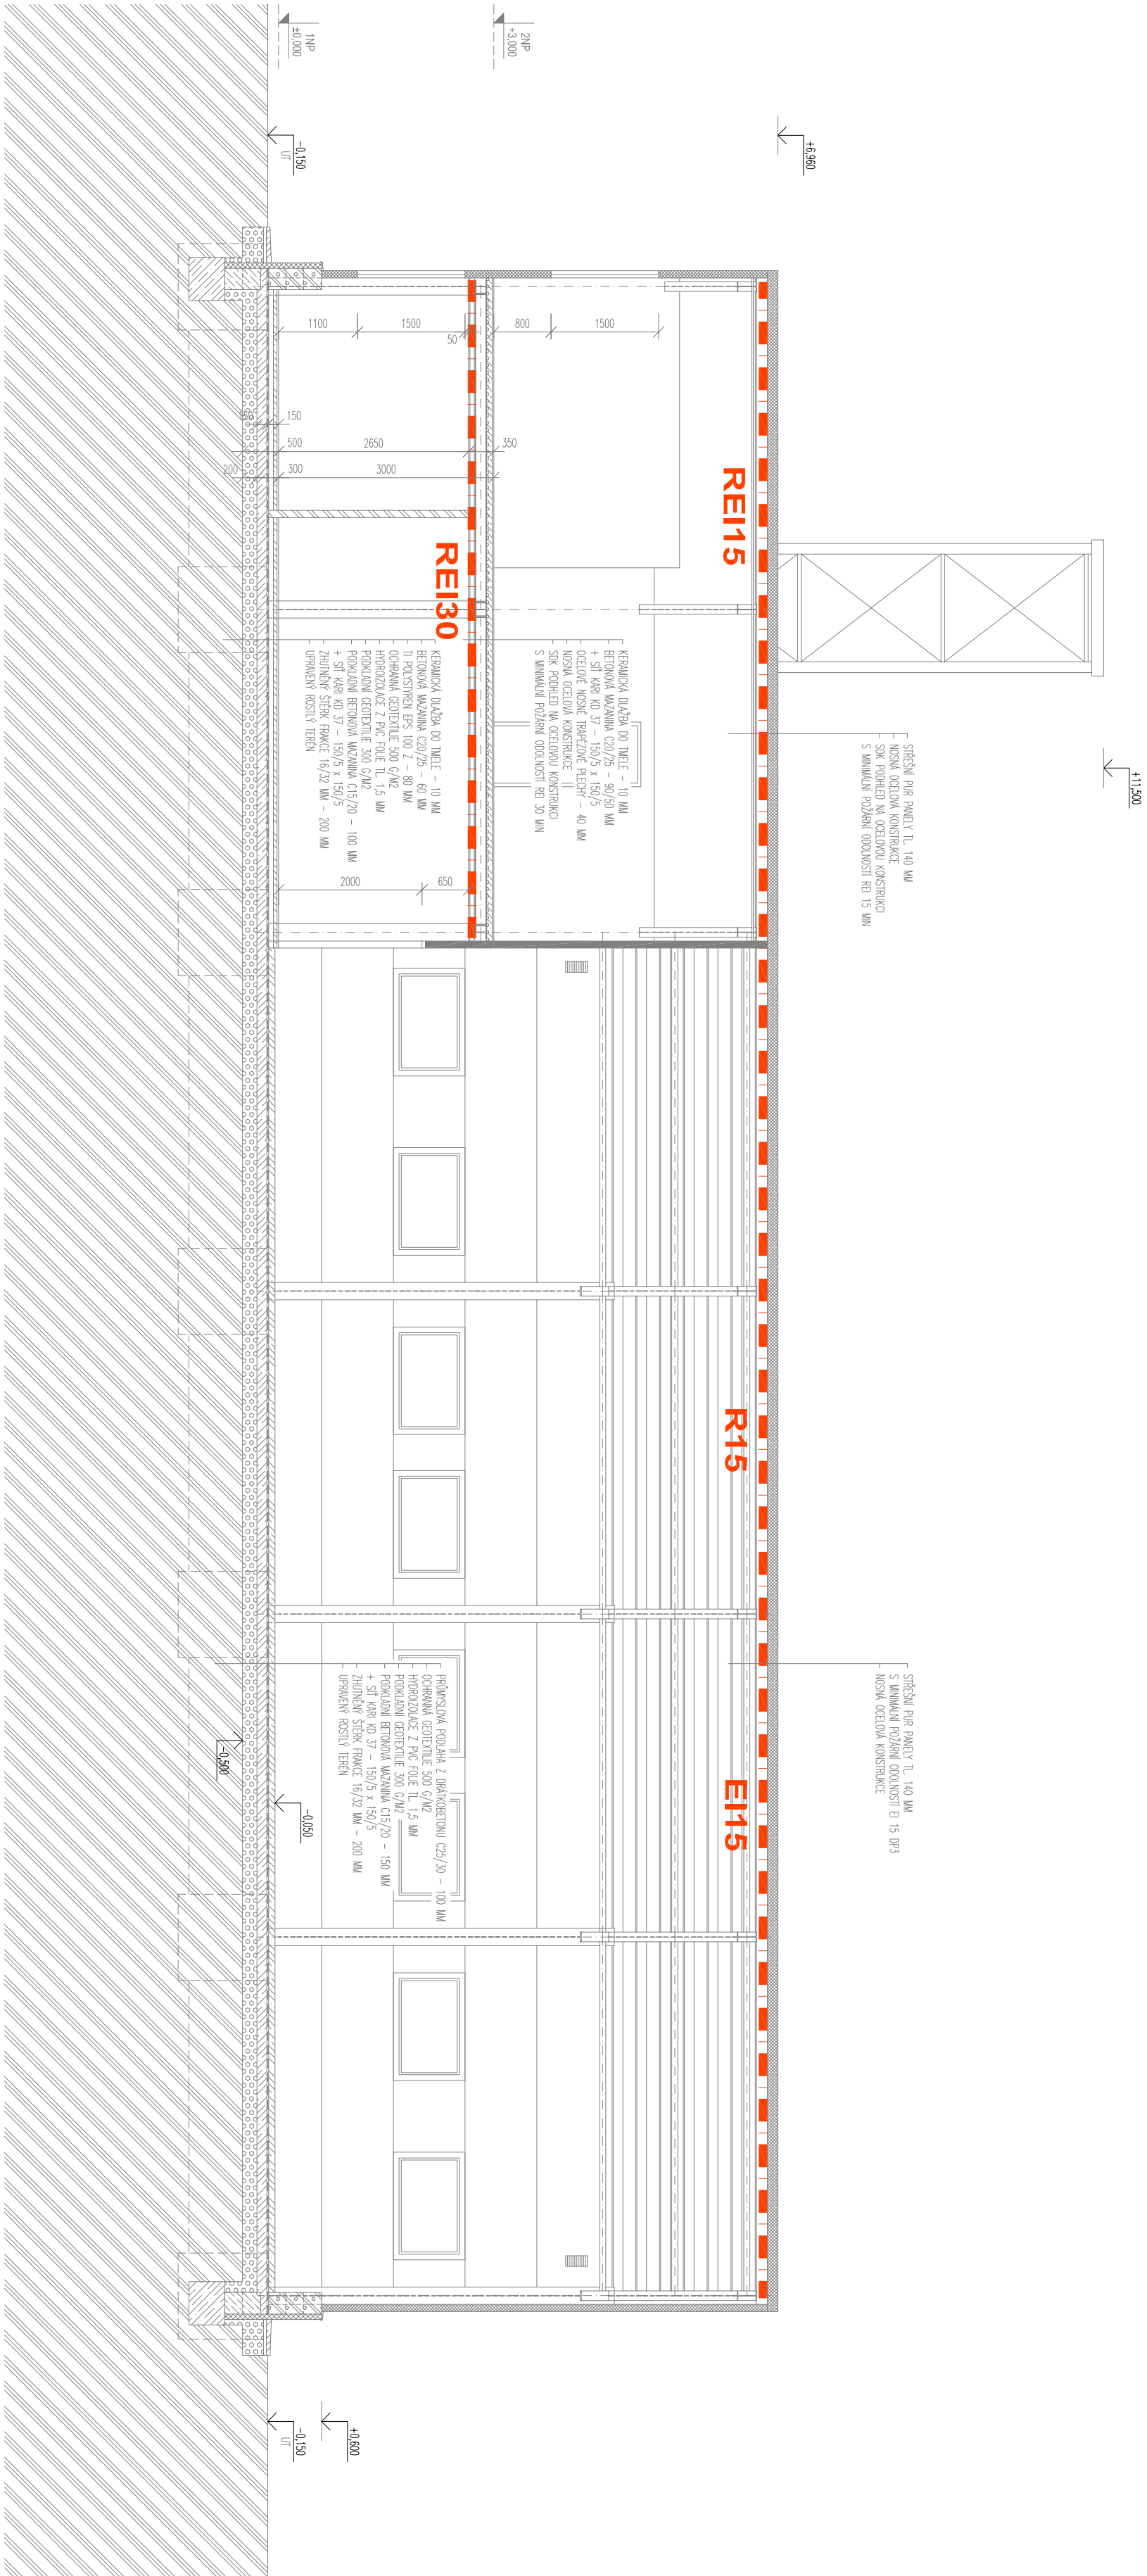 +11,500
+6,960
2NP
+3,000
1NP
±0,000
-0,150
UT
STŘEŠNÍ PUR PANELY TL. 140 MM
NOSNÁ OCELOVÁ KONSTRUKCE
SDK PODHLED NA OCELOVOU KONSTRUKCI
S MINIMÁLNÍ POŽÁRNÍ ODOLNOSTÍ REI 15 MIN
STŘEŠNÍ PUR PANELY TL. 140 MM
S MINIMÁLNÍ POŽÁRNÍ ODOLNOSTÍ EI 15 DP3
NOSNÁ OCELOVÁ KONSTRUKCE
REI15
R15
EI15
KERAMICKÁ DLAŽBA DO TMELE - 10 MM
BETONOVÁ MAZANINA C20/25 - 90/50 MM
+ SÍŤ KARI KD 37 - 150/5 x 150/5
OCELOVÉ NOSNÉ TRAPÉZOVÉ PLECHY - 40 MM
NOSNÁ OCELOVÁ KONSTRUKCE
SDK PODHLED NA OCELOVOU KONSTRUKCI
S MINIMÁLNÍ POŽÁRNÍ ODOLNOSTÍ REI 30 MIN
REI30
KERAMICKÁ DLAŽBA DO TMELE - 10 MM
BETONOVÁ MAZANINA C20/25 - 60 MM
TI POLYSTYREN EPS 100 Z - 80 MM
OCHRANNÁ GEOTEXTILIE 500 G/M2
HYDROIZOLACE Z PVC FOLIE TL. 1,5 MM
PODKLADNÍ GEOTEXTILIE 300 G/M2
PODKLADNÍ BETONOVÁ MAZANINA C15/20 - 100 MM
+ SÍŤ KARI KD 37 - 150/5 x 150/5
ZHUTNĚNÝ ŠTĚRK FRAKCE 16/32 MM - 200 MM
UPRAVENÝ ROSTLÝ TERÉN
PRŮMYSLOVÁ PODLAHA Z DRÁTKOBETONU C25/30 - 100 MM
OCHRANNÁ GEOTEXTILIE 500 G/M2
HYDROIZOLACE Z PVC FOLIE TL. 1,5 MM
PODKLADNÍ GEOTEXTILIE 300 G/M2
PODKLADNÍ BETONOVÁ MAZANINA C15/20 - 150 MM
+ SÍŤ KARI KD 37 - 150/5 x 150/5
ZHUTNĚNÝ ŠTĚRK FRAKCE 16/32 MM - 200 MM
UPRAVENÝ ROSTLÝ TERÉN
1500
800
50
1500
1100
150
350
2650
500
3000
300
200
650
2000
-0,050
-0,500
+0,600
-0,150
UT